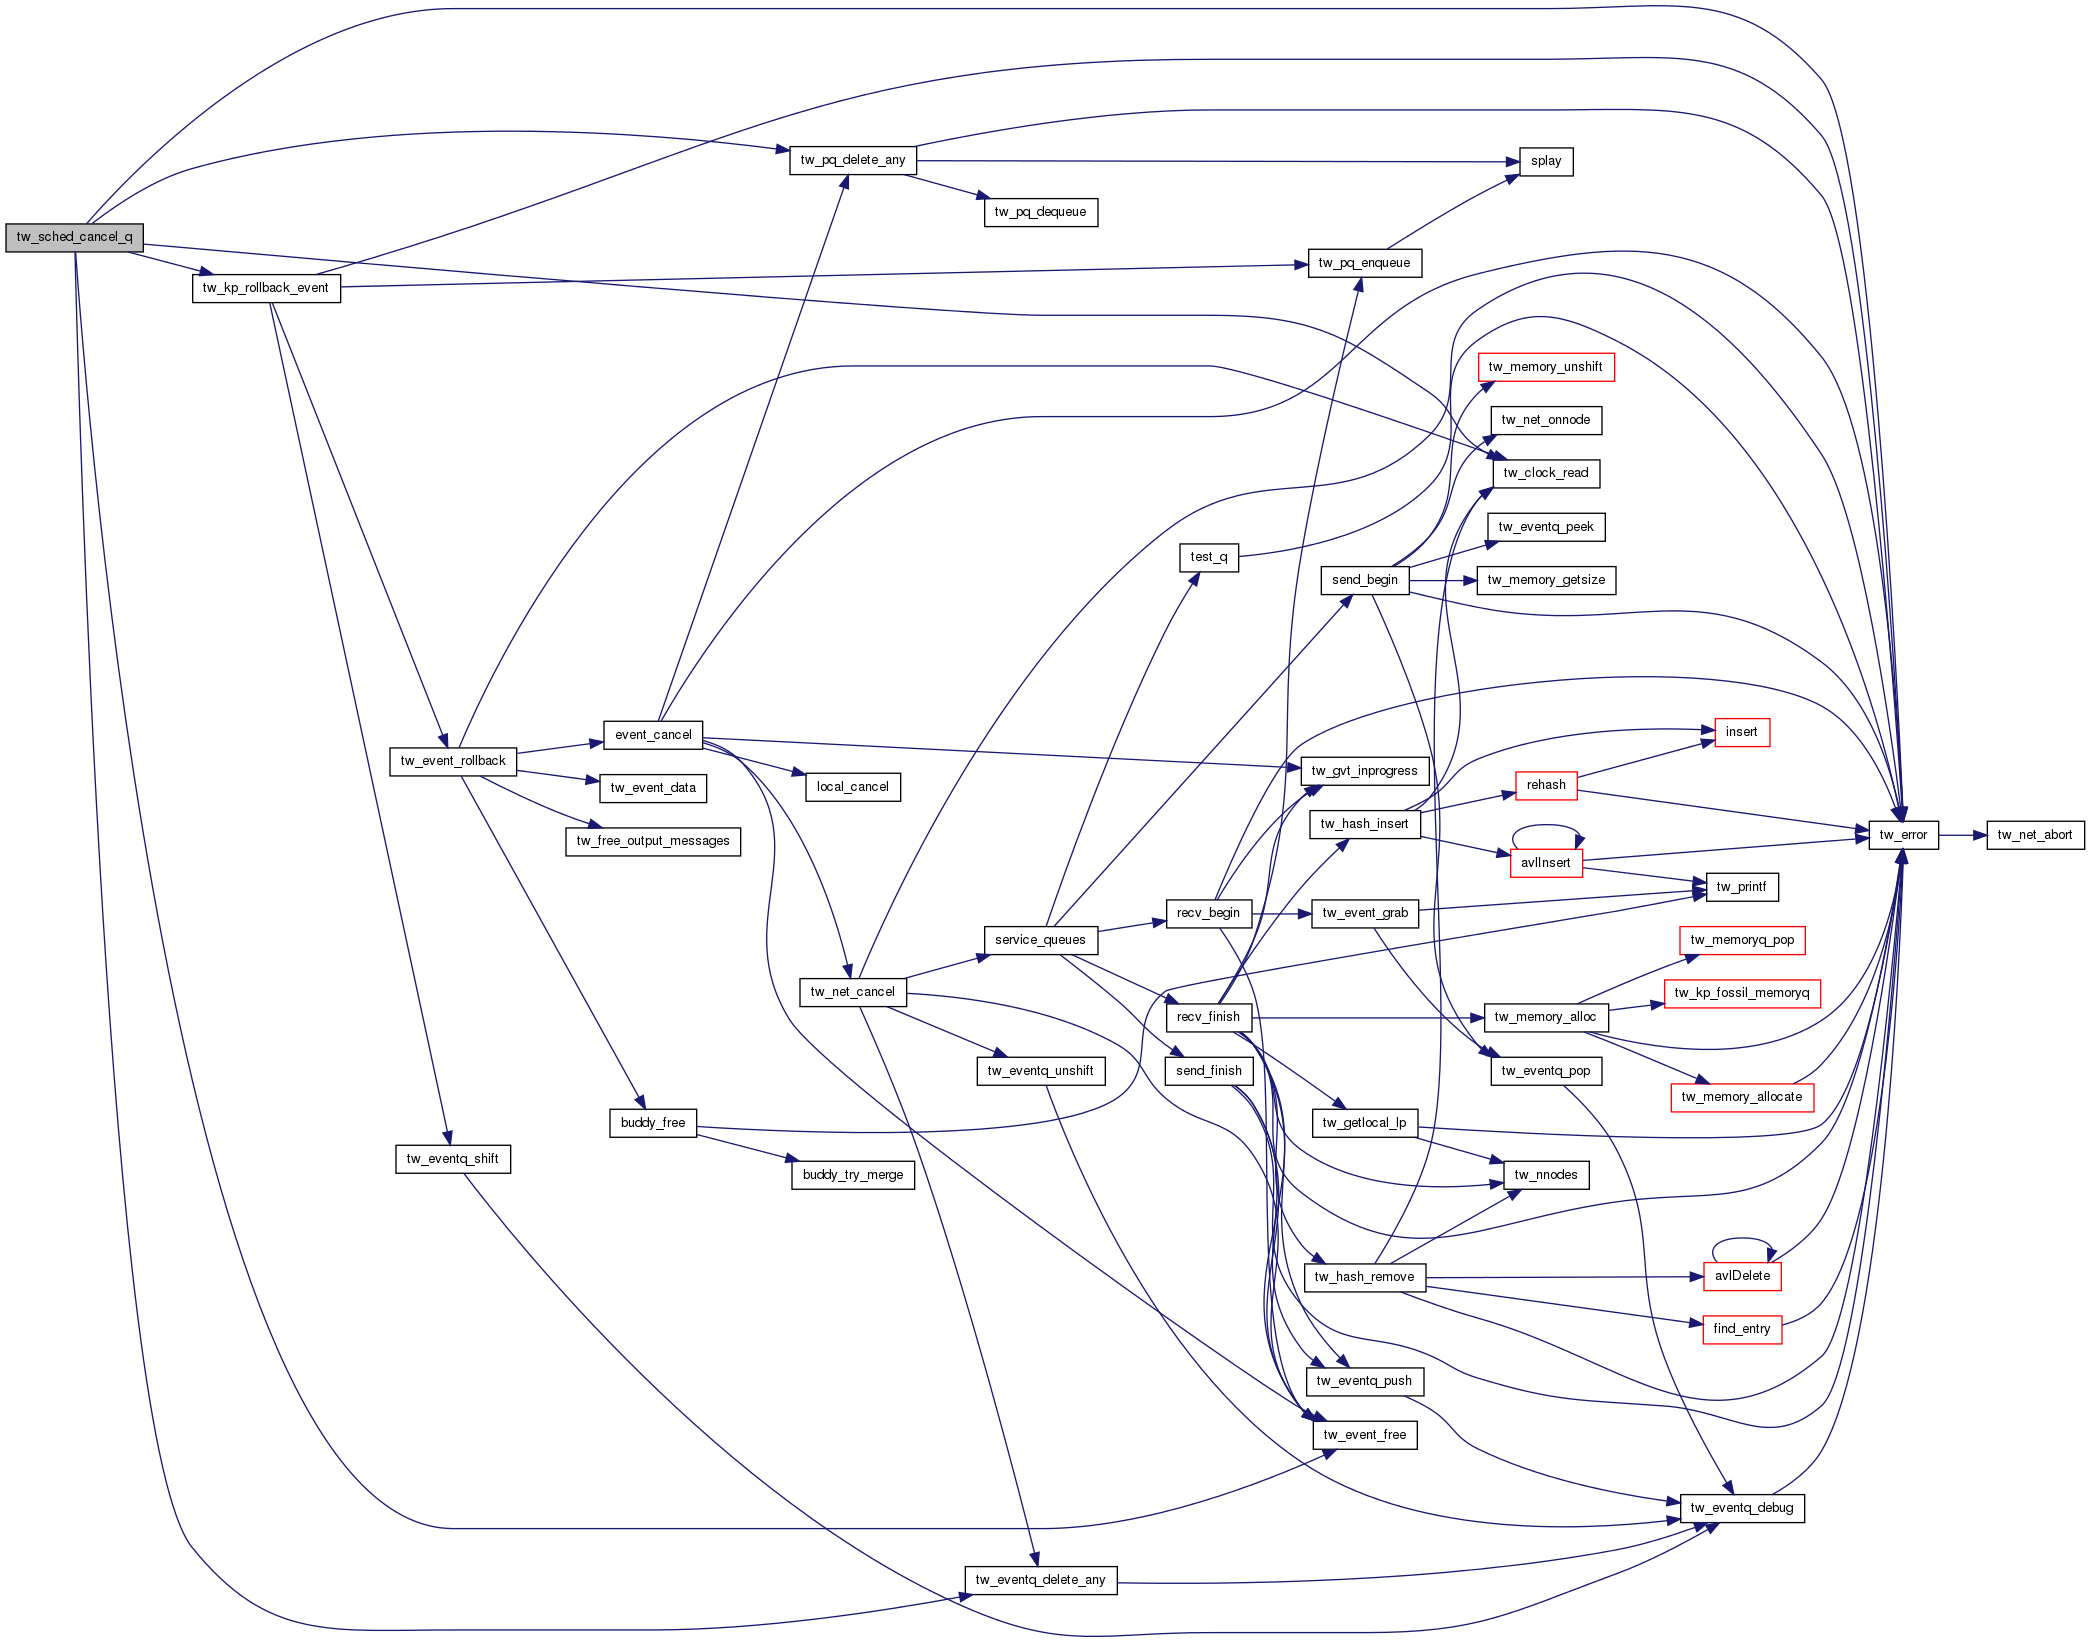 tw_sched_cancel_q
tw_pq_delete_any
splay
tw_pq_dequeue
tw_kp_rollback_event
tw_pq_enqueue
tw_memory_unshift
tw_net_onnode
tw_clock_read
tw_eventq_peek
test_q
send_begin
tw_memory_getsize
event_cancel
tw_event_rollback
tw_event_data
local_cancel
tw_free_output_messages
tw_gvt_inprogress
insert
rehash
tw_hash_insert
avlInsert
tw_error
tw_net_abort
tw_printf
recv_begin
tw_event_grab
service_queues
tw_memoryq_pop
tw_net_cancel
tw_kp_fossil_memoryq
recv_finish
tw_memory_alloc
tw_eventq_unshift
send_finish
tw_eventq_pop
tw_memory_allocate
buddy_free
tw_getlocal_lp
tw_eventq_shift
buddy_try_merge
tw_nnodes
tw_hash_remove
avlDelete
find_entry
tw_eventq_push
tw_event_free
tw_eventq_debug
tw_eventq_delete_any